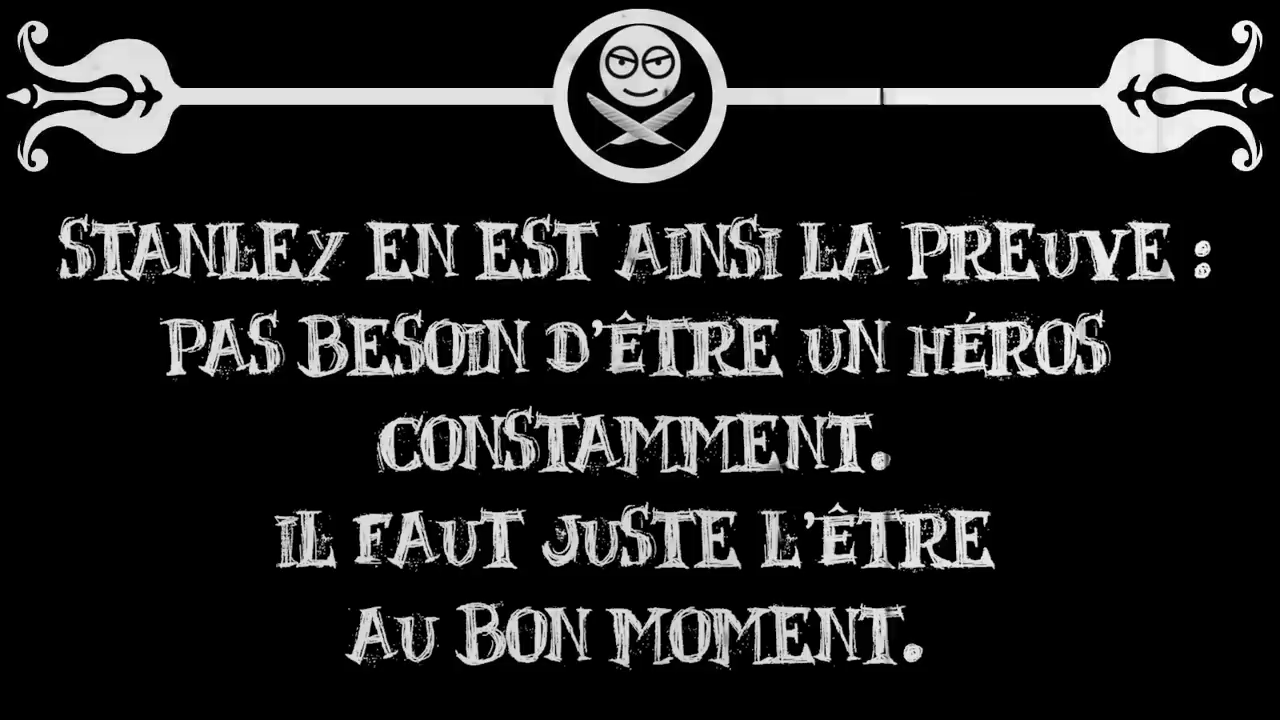 STANLEY EN EST AINSI LA PREUVE :
PAS BESOIN D'ÊTRE UN HÉROS
CONSTAMMENT.
IL FAUT JUSTE L'ÊTRE
AU BON MOMENT.